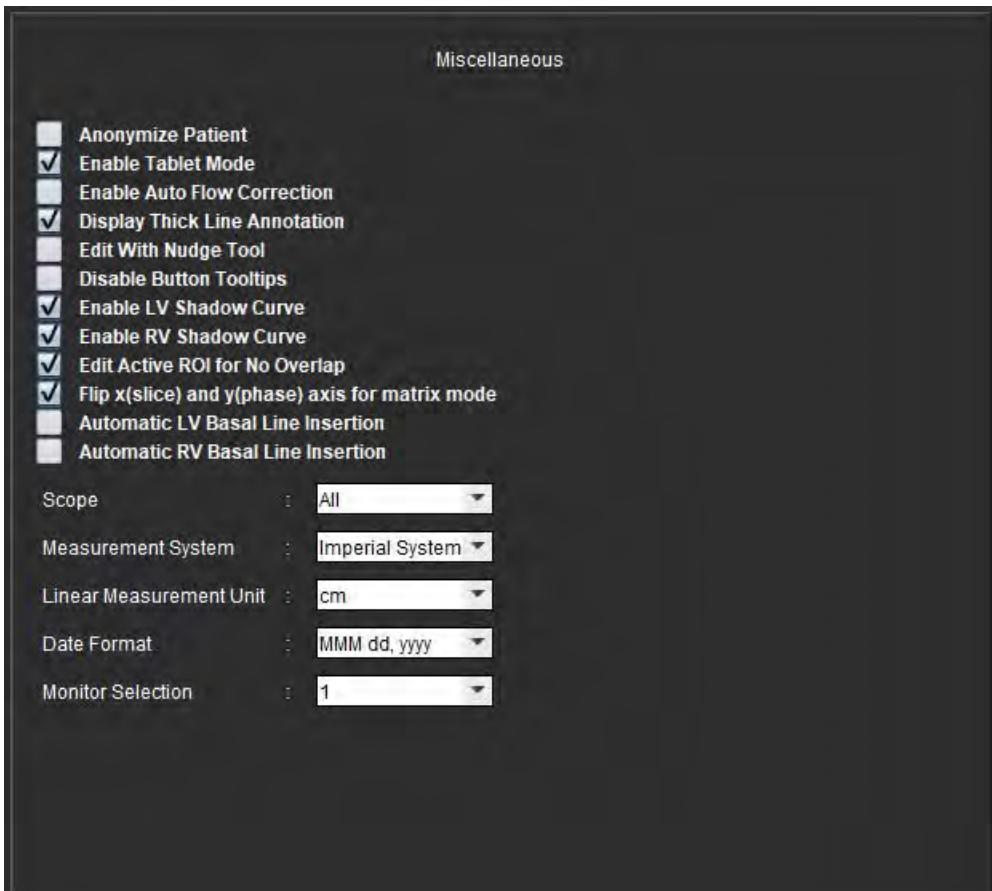 Miscellaneous
Anonymize Patient
Enable Tablet Mode
Enable Auto Flow Correction
Display Thick Line Annotation
Edit With Nudge Tool
Disable Button Tooltips
Enable LV Shadow Curve
Enable RV Shadow Curve
Edit Active ROI for No Overlap
Flip x(slice) and y(phase) axis for matrix mode
Automatic LV Basal Line Insertion
Automatic RV Basal Line Insertion
Scope : All
Measurement System : Imperial System
Linear Measurement Unit : cm
Date Format : MMM dd, yyyy
Monitor Selection : 1